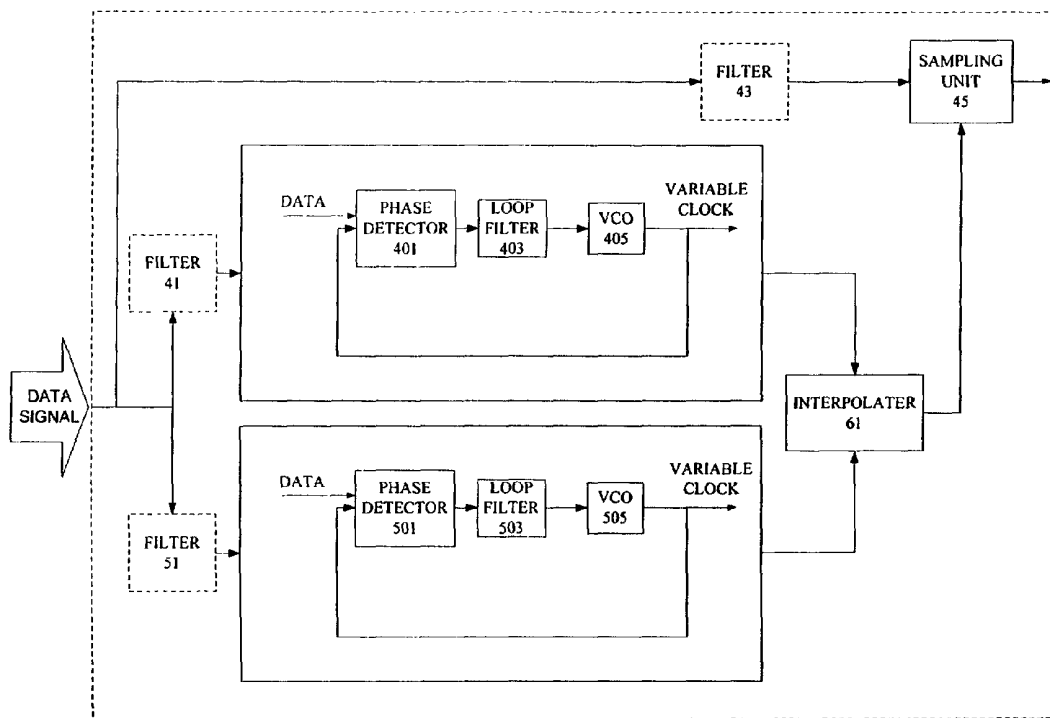 FILTER
43
SAMPLING
UNIT
45
DATA
PHASE
DETECTOR
401
LOOP
FILTER
403
VCO
405
VARIABLE
CLOCK
FILTER
41
DATA
SIGNAL
INTERPOLATER
61
DATA
PHASE
DETECTOR
501
LOOP
FILTER
503
VCO
505
VARIABLE
CLOCK
FILTER
51